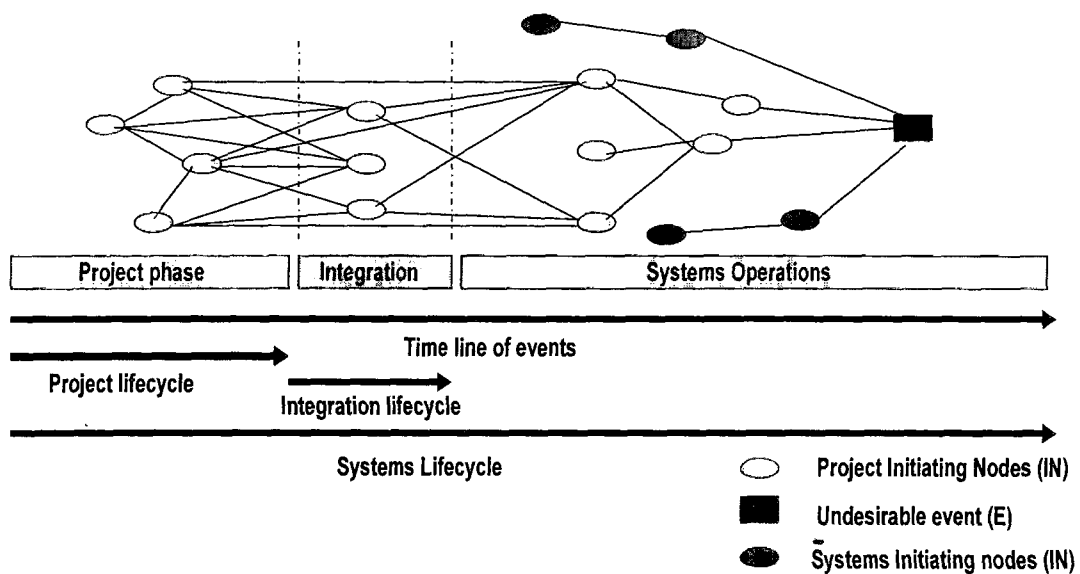 Project phase
Integration
Systems Operations
Time line of events
Project lifecycle
Integration lifecycle
Systems Lifecycle
Project Initiating Nodes (IN)
Undesirable event (E)
Systems Initiating nodes (IN)